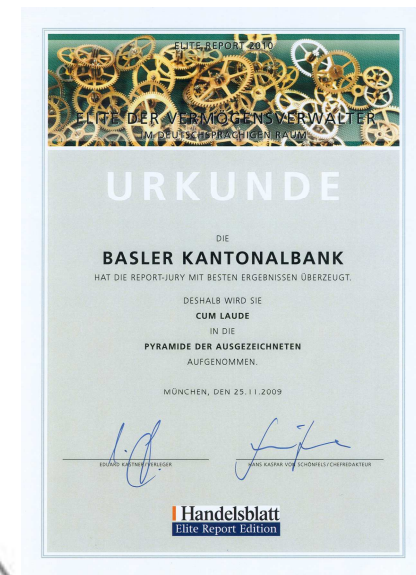 ELITE REPORT 2010
ELITE DER VERMÖGENSVERWALTER
IM DEUTSCHSPRACHIGEN RAUM
URKUNDE
DIE
BASLER KANTONALBANK
HAT DIE REPORT-JURY MIT BESTEN ERGEBNISSEN ÜBERZEUGT.
DESHALB WIRD SIE
CUM LAUDE
IN DIE
PYRAMIDE DER AUSGEZEICHNETEN
AUFGENOMMEN.
MÜNCHEN, DEN 25.11.2009
EDUARD KASTNER/VERLEGER
HANS KASPAR VON SCHÖNFELS/CHEFREDAKTEUR
Handelsblatt
Elite Report Edition